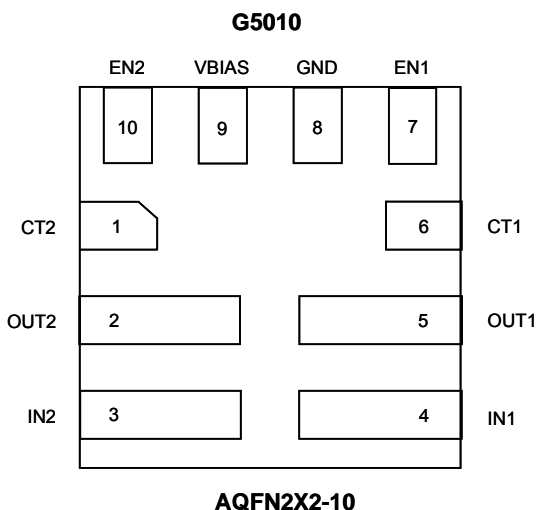 G5010
EN2 VBIAS GND EN1
10 9 8 7
CT2 1 6 CT1
OUT2 2 5 OUT1
IN2 3 4 IN1
AQFN2X2-10